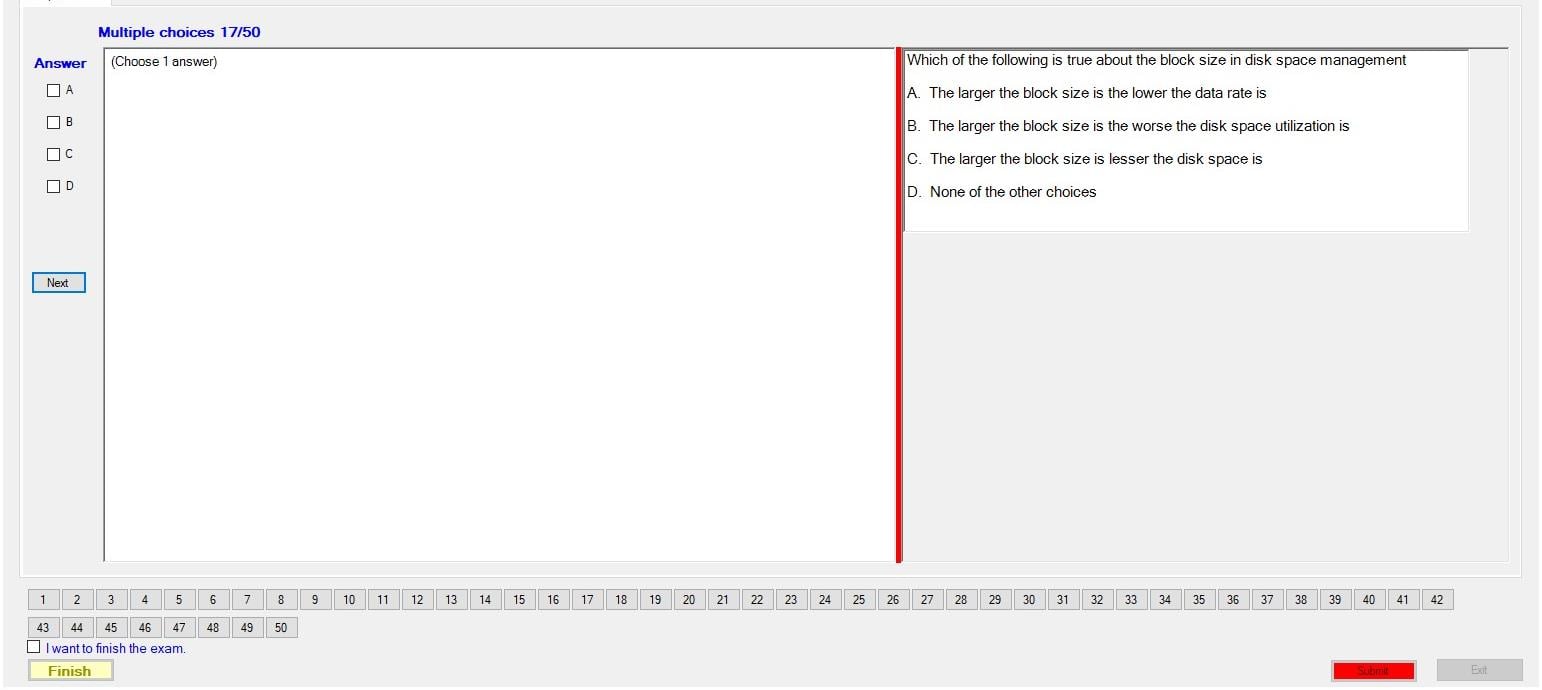 Multiple choices 17/50
Answer
(Choose 1 answer)
A
B
C
D
Next
Which of the following is true about the block size in disk space management
A. The larger the block size is the lower the data rate is
B. The larger the block size is the worse the disk space utilization is
C. The larger the block size is lesser the disk space is
D. None of the other choices
1 2 3 4 5 6 7 8 9 10 11 12 13 14 15 16 17 18 19 20 21 22 23 24 25 26 27 28 29 30 31 32 33 34 35 36 37 38 39 40 41 42
43 44 45 46 47 48 49 50
I want to finish the exam.
Finish
Submit
Exit